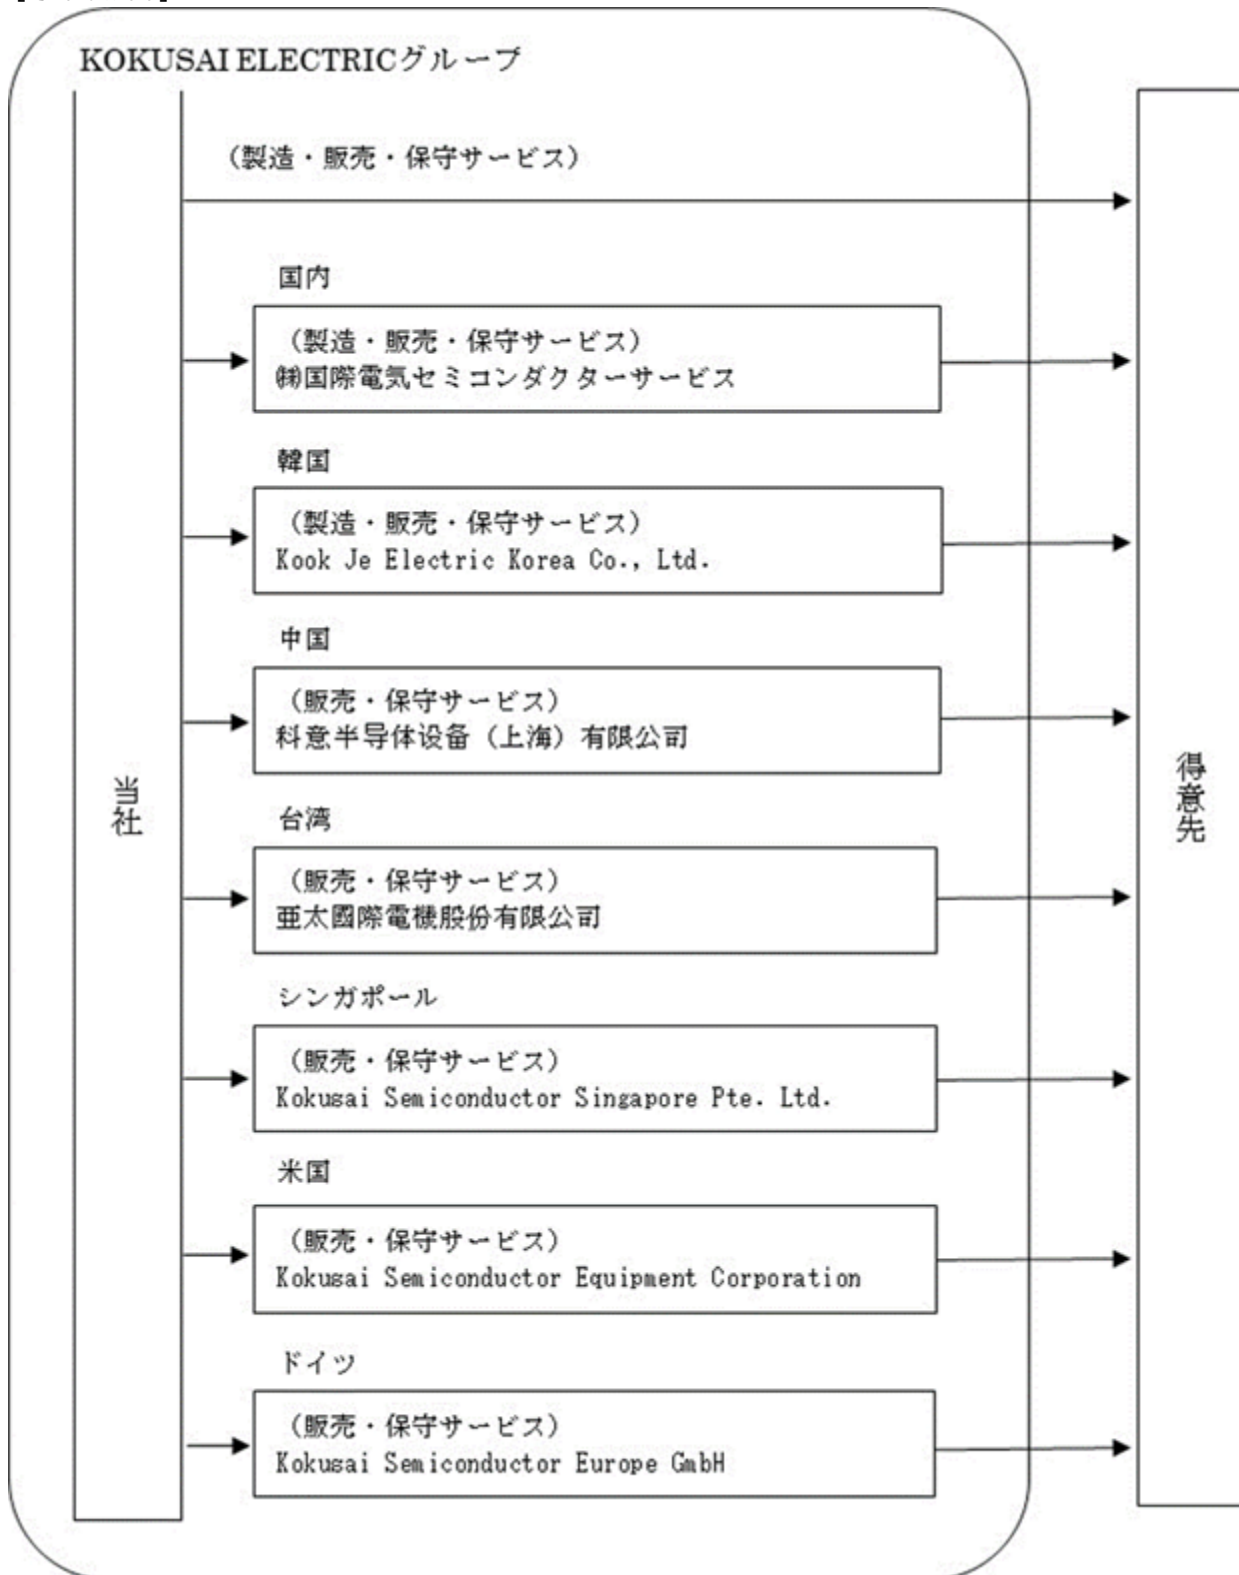 KOKUSAI ELECTRICグループ
（製造・販売・保守サービス）
国内
（製造・販売・保守サービス）
㈱国際電気セミコンダクターサービス
韓国
（製造・販売・保守サービス）
Kook Je Electric Korea Co., Ltd.
中国
（販売・保守サービス）
科意半导体设备（上海）有限公司
当社
得意先
台湾
（販売・保守サービス）
亜太國際電機股份有限公司
シンガポール
（販売・保守サービス）
Kokusai Semiconductor Singapore Pte. Ltd.
米国
（販売・保守サービス）
Kokusai Semiconductor Equipment Corporation
ドイツ
（販売・保守サービス）
Kokusai Semiconductor Europe GmbH